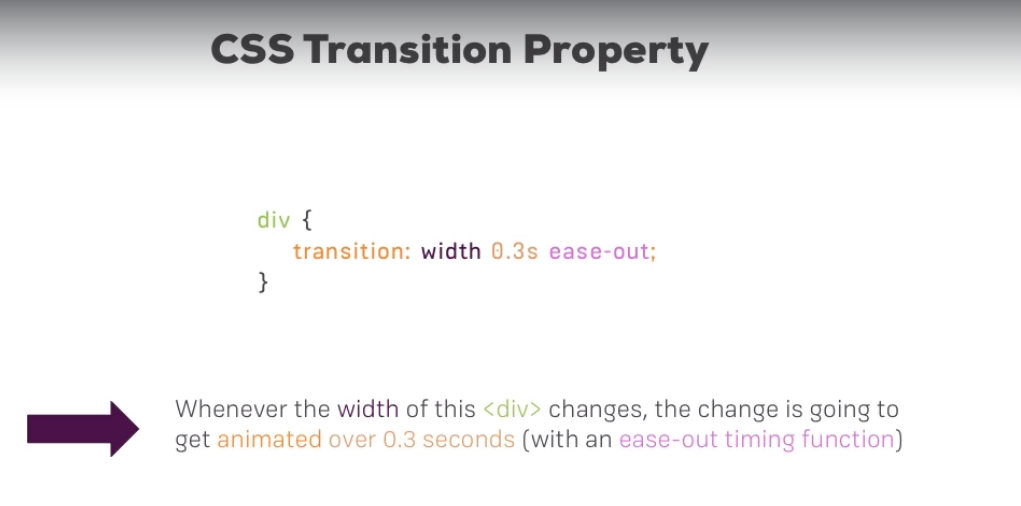 CSS Transition Property
div {
transition: width 0.3s ease-out;
}
Whenever the width of this <div> changes, the change is going to
get animated over 0.3 seconds (with an ease-out timing function)